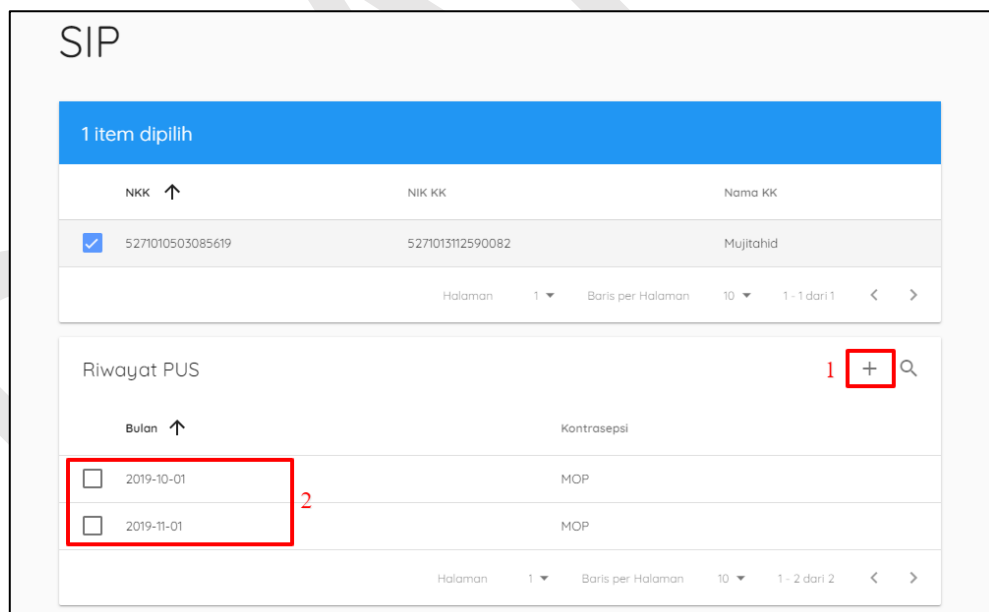 SIP
1 item dipilih
NKK NIK KK Nama KK
5271010503085619 5271013112590082 Mujitahid
Halaman 1 Baris per Halaman 10 1 - 1 dari 1
Riwayat PUS 1 +
Bulan Kontrasepsi
2019-10-01 MOP
2
2019-11-01 MOP
Halaman 1 Baris per Halaman 10 1 - 2 dari 2